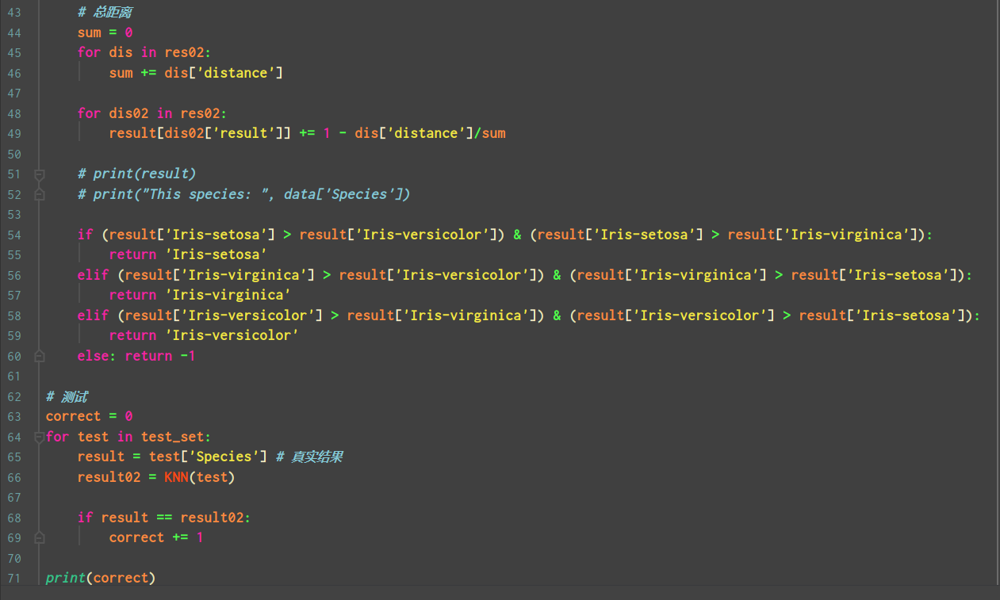 43 # 总距离
44 sum = 0
45 for dis in res02:
46 sum += dis['distance']
47
48 for dis02 in res02:
49 result[dis02['result']] += 1 - dis['distance']/sum
50
51 # print(result)
52 # print("This species: ", data['Species'])
53
54 if (result['Iris-setosa'] > result['Iris-versicolor']) & (result['Iris-setosa'] > result['Iris-virginica']):
55 return 'Iris-setosa'
56 elif (result['Iris-virginica'] > result['Iris-versicolor']) & (result['Iris-virginica'] > result['Iris-setosa']):
57 return 'Iris-virginica'
58 elif (result['Iris-versicolor'] > result['Iris-virginica']) & (result['Iris-versicolor'] > result['Iris-setosa']):
59 return 'Iris-versicolor'
60 else: return -1
61
62 # 测试
63 correct = 0
64 for test in test_set:
65 result = test['Species'] # 真实结果
66 result02 = KNN(test)
67
68 if result == result02:
69 correct += 1
70
71 print(correct)